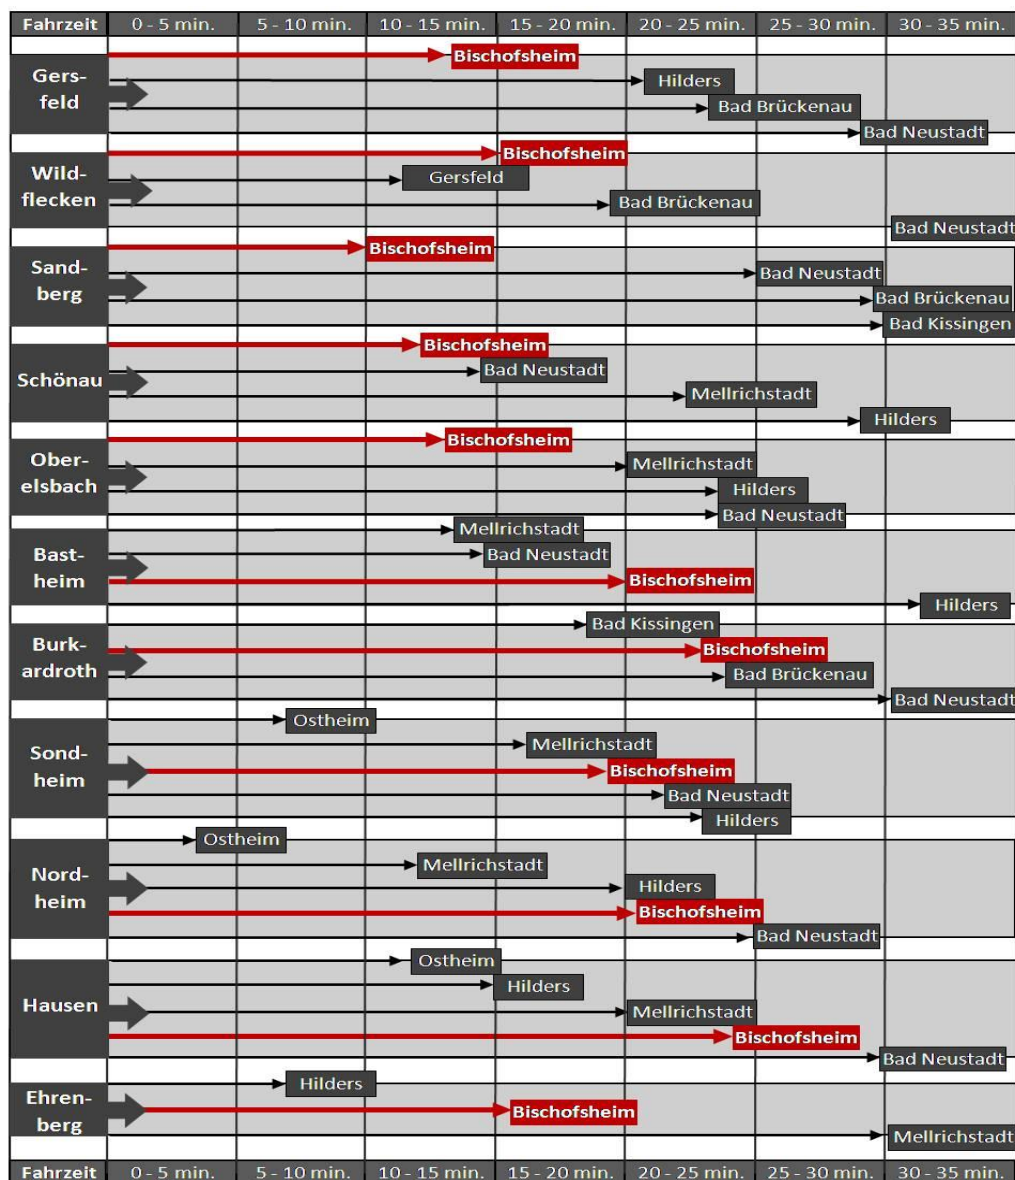 Fahrzeit 0 - 5 min. 5 - 10 min. 10 - 15 min. 15 - 20 min. 20 - 25 min. 25 - 30 min. 30 - 35 min.
Gers-
feld
Bischofsheim
Hilders
Bad Brückenau
Bad Neustadt
Wild-
flecken
Bischofsheim
Gersfeld
Bad Brückenau
Bad Neustadt
Sand-
berg
Bischofsheim
Bad Neustadt
Bad Brückenau
Bad Kissingen
Schönau
Bischofsheim
Bad Neustadt
Mellrichstadt
Hilders
Ober-
elsbach
Bischofsheim
Mellrichstadt
Hilders
Bad Neustadt
Bast-
heim
Mellrichstadt
Bad Neustadt
Bischofsheim
Hilders
Burk-
ardroth
Bad Kissingen
Bischofsheim
Bad Brückenau
Bad Neustadt
Sond-
heim
Ostheim
Mellrichstadt
Bischofsheim
Bad Neustadt
Hilders
Nord-
heim
Ostheim
Mellrichstadt
Hilders
Bischofsheim
Bad Neustadt
Hausen
Ostheim
Hilders
Mellrichstadt
Bischofsheim
Bad Neustadt
Ehren-
berg
Hilders
Bischofsheim
Mellrichstadt
Fahrzeit 0 - 5 min. 5 - 10 min. 10 - 15 min. 15 - 20 min. 20 - 25 min. 25 - 30 min. 30 - 35 min.